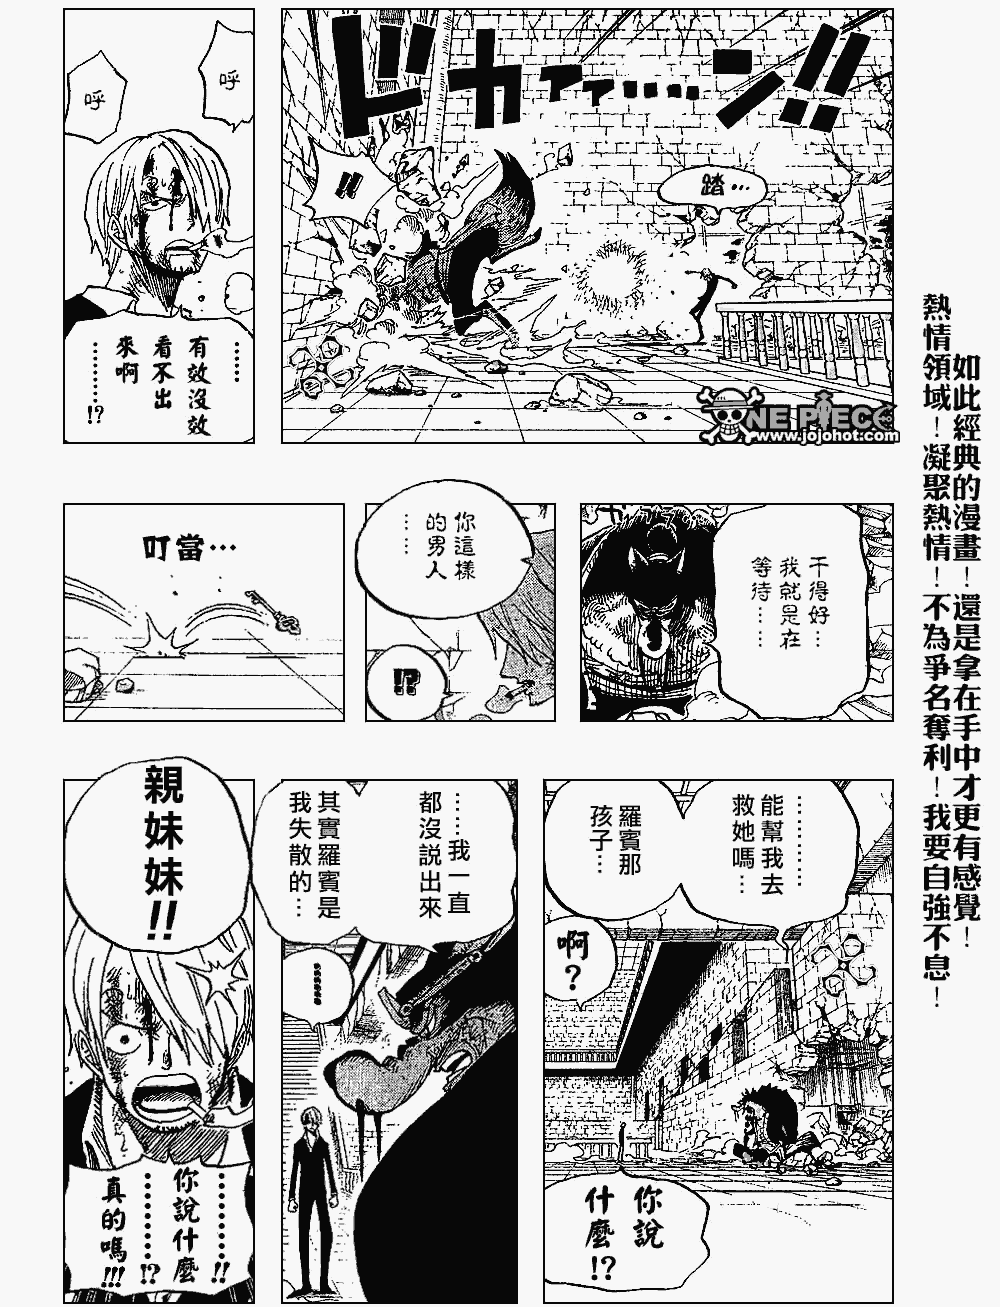 ドカァァ……ン!!
!!
踏…
ONE PIECE
www.jojohot.com
呼
呼
……
有效沒效
看不出
來啊
………!?
干得好…
我就是在
等待……
你這樣
的男人
……
!?
叮當…
…………
能幫我去
救她嗎…
羅賓那
孩子…
啊?
你說
什麼
!?
……我一直
都沒說出來
其實羅賓是
我失散的…
……
親妹妹!!
你說什麼!!
………!?
真的嗎!!!
如此經典的漫畫！還是拿在手中才更有感覺！
熱情領域！凝聚熱情！不為爭名奪利！我要自強不息！